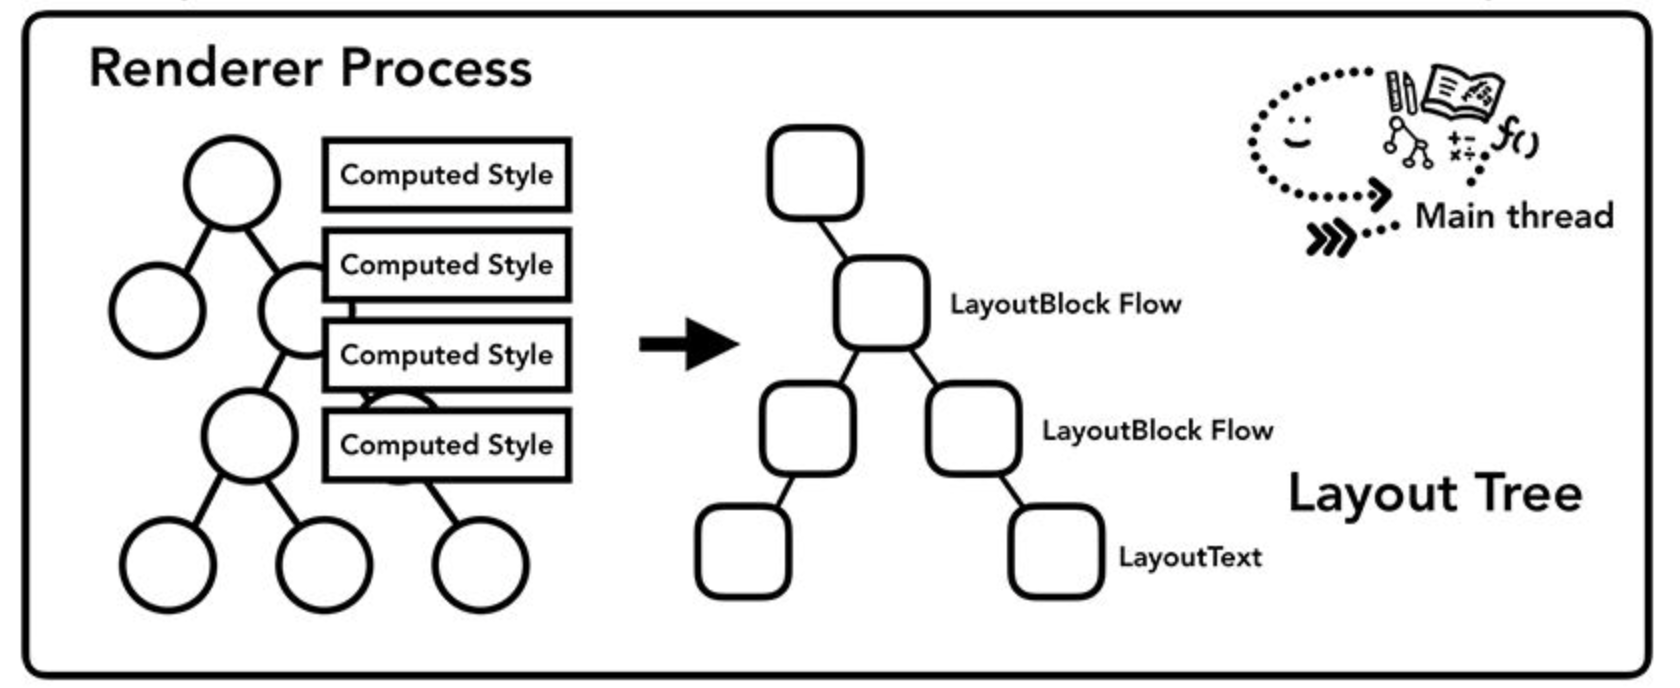 Renderer Process
Computed Style
Computed Style
Computed Style
Computed Style
LayoutBlock Flow
LayoutBlock Flow
LayoutText
Layout Tree
+-
×÷
f()
Main thread